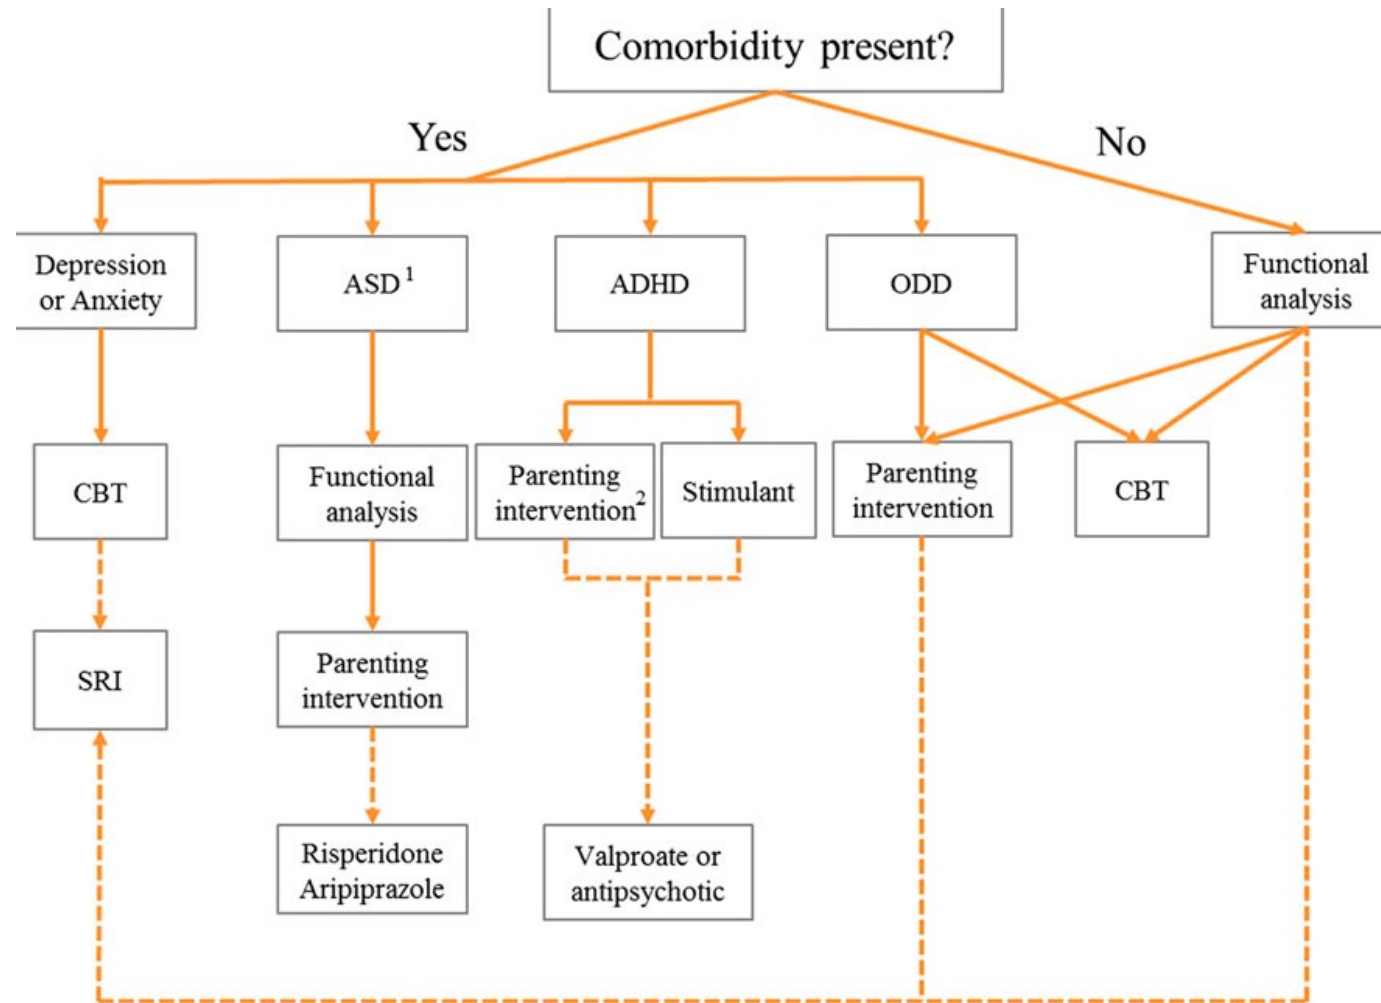 Comorbidity present?
Yes
No
Depression
or Anxiety
ASD 1
ADHD
ODD
Functional
analysis
CBT
Functional
analysis
Parenting
intervention2
Stimulant
Parenting
intervention
CBT
SRI
Parenting
intervention
Risperidone
Aripiprazole
Valproate or
antipsychotic